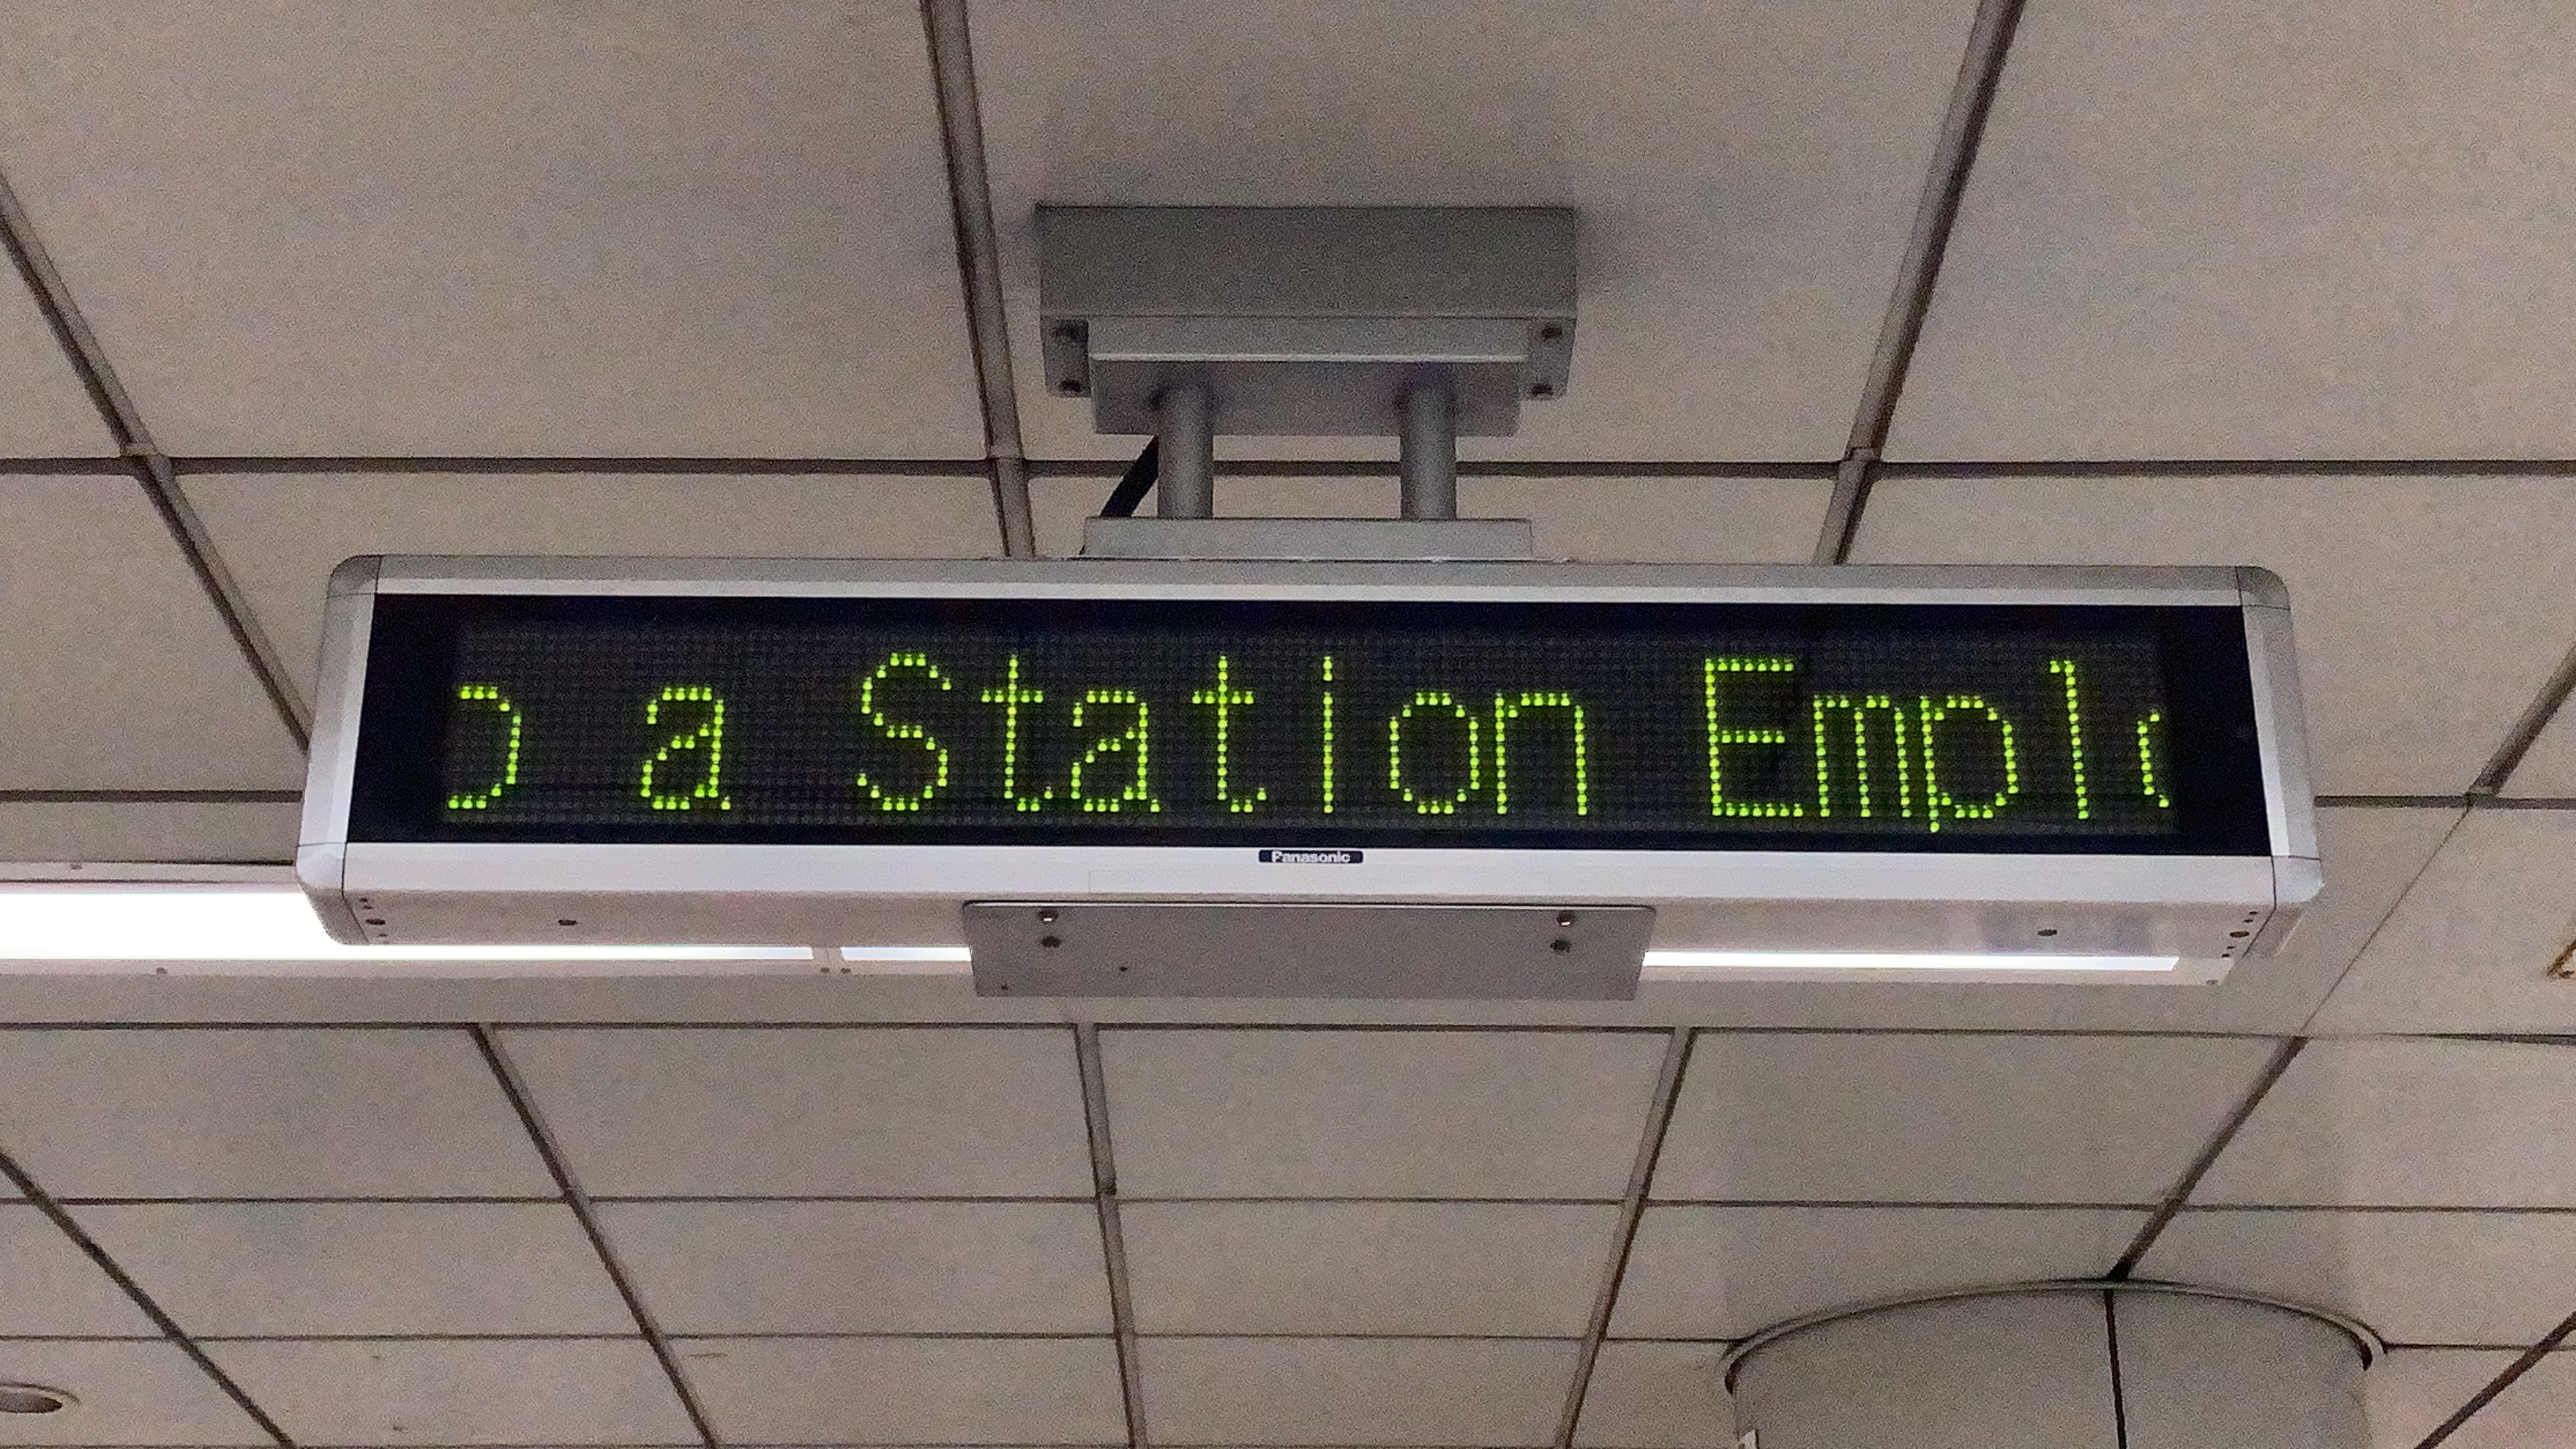 a Station Empl
Panasonic